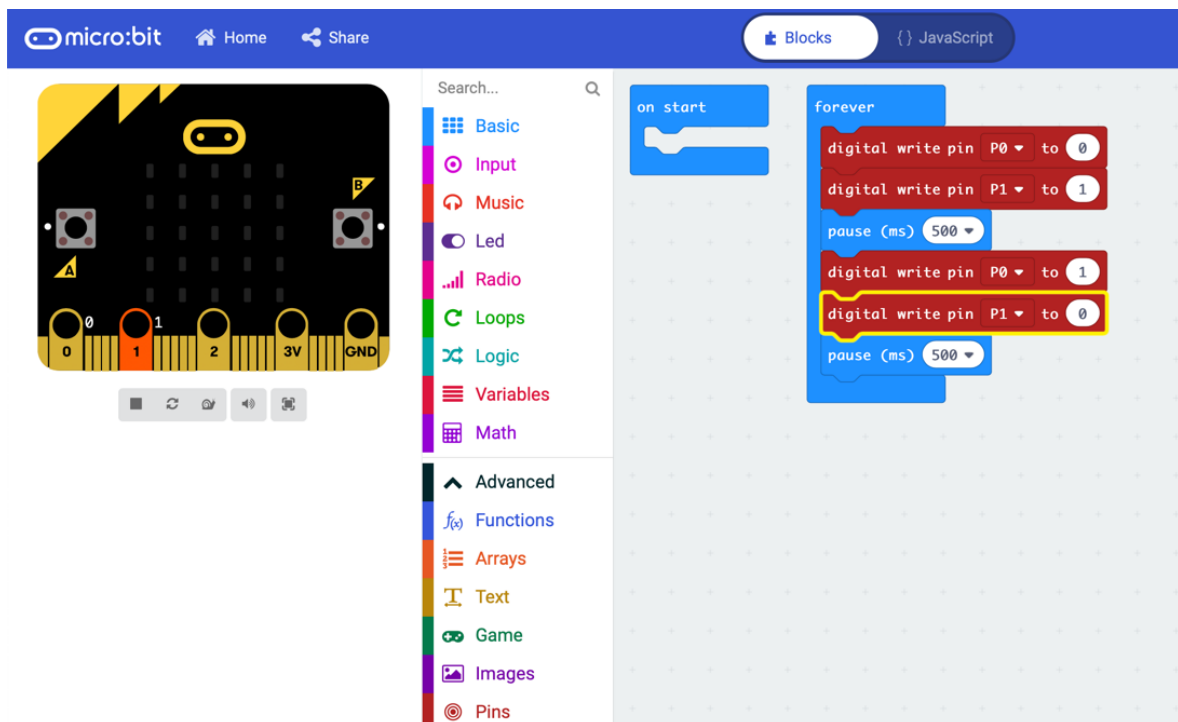 micro:bit Home Share Blocks {} JavaScript
Search...
Basic
Input
Music
Led
Radio
Loops
Logic
Variables
Math
Advanced
f(x) Functions
Arrays
Text
Game
Images
Pins
B
A
0 1
0 1 2 3V GND
on start
forever
digital write pin P0 to 0
digital write pin P1 to 1
pause (ms) 500
digital write pin P0 to 1
digital write pin P1 to 0
pause (ms) 500